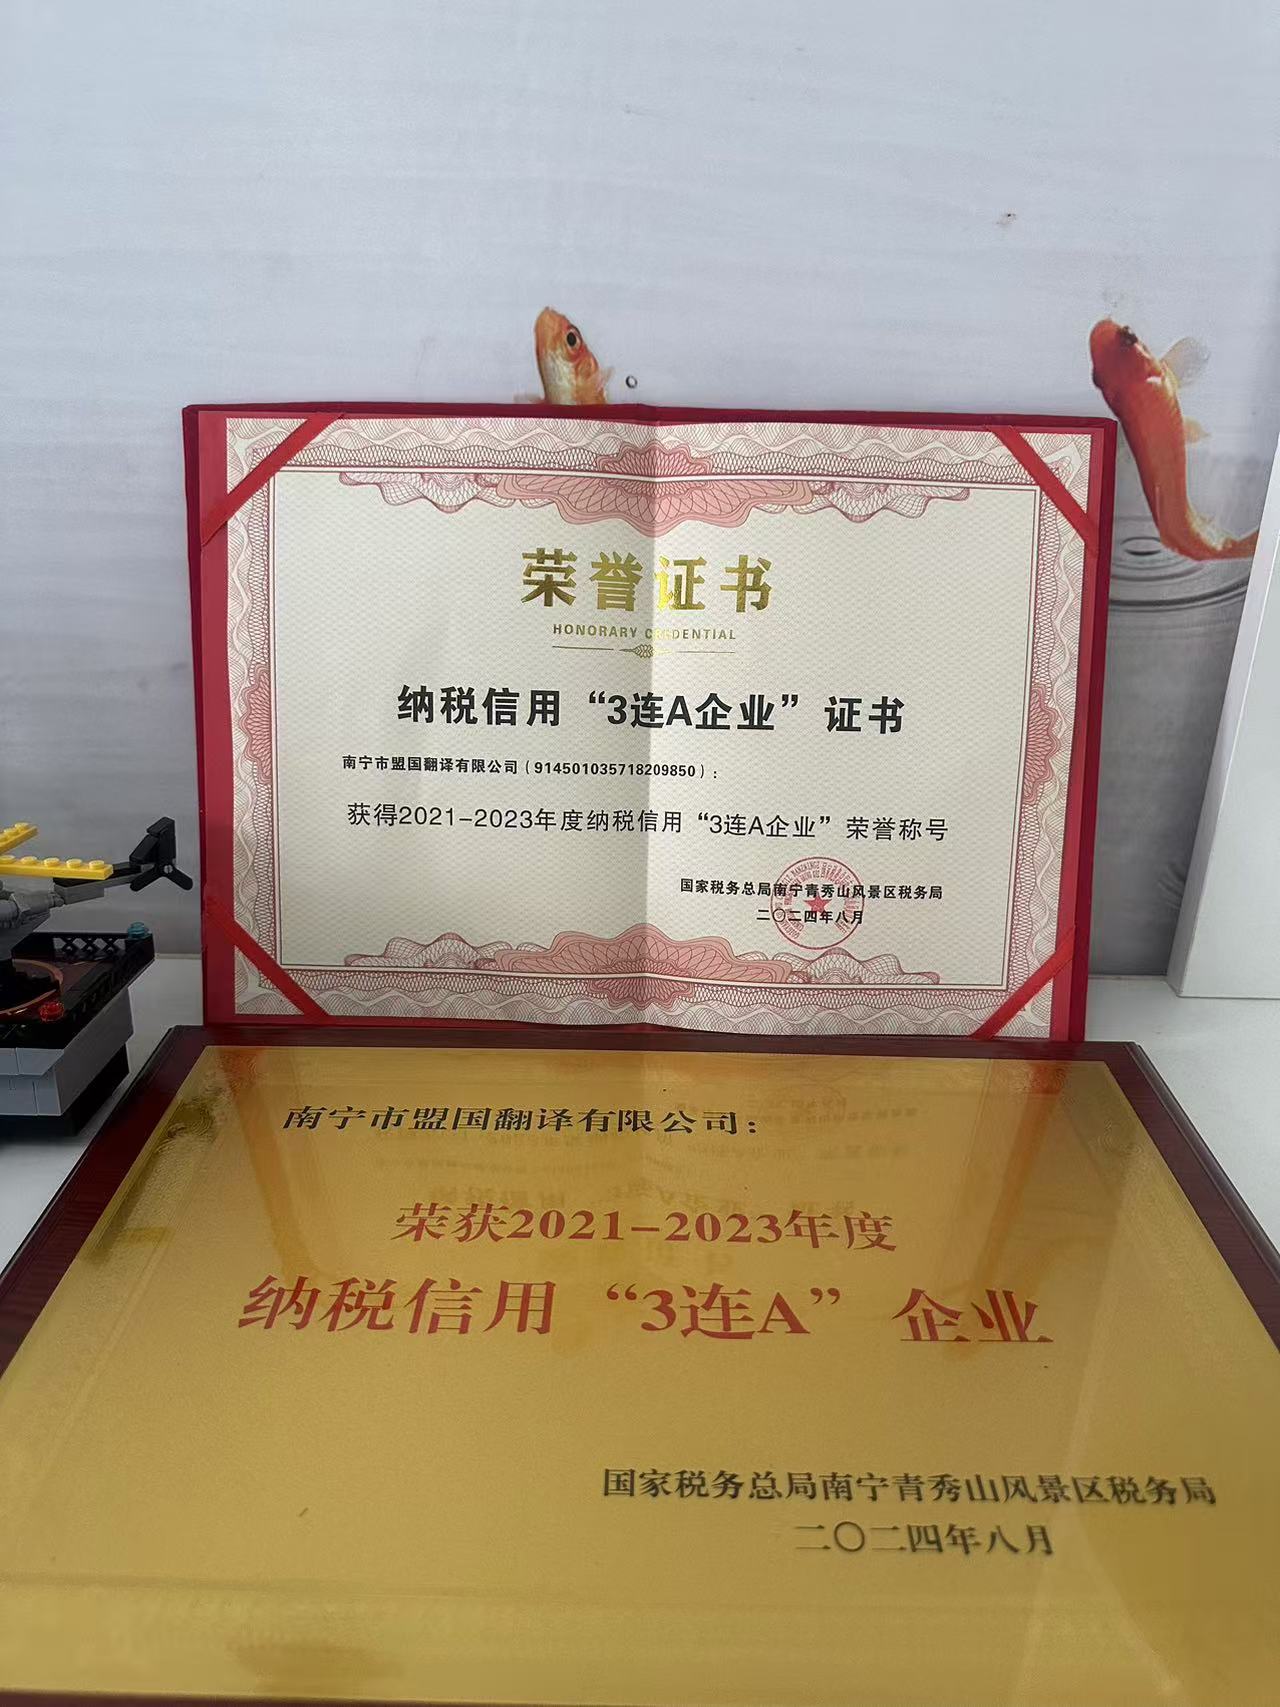 荣誉证书
HONORARY CREDENTIAL
纳税信用“3连A企业”证书
南宁市盟国翻译有限公司（914501035718209850）：
获得2021-2023年度纳税信用“3连A企业”荣誉称号
国家税务总局南宁青秀山风景区税务局
二〇二四年八月
南宁市盟国翻译有限公司：
荣获2021-2023年度
纳税信用“3连A”企业
国家税务总局南宁青秀山风景区税务局
二〇二四年八月